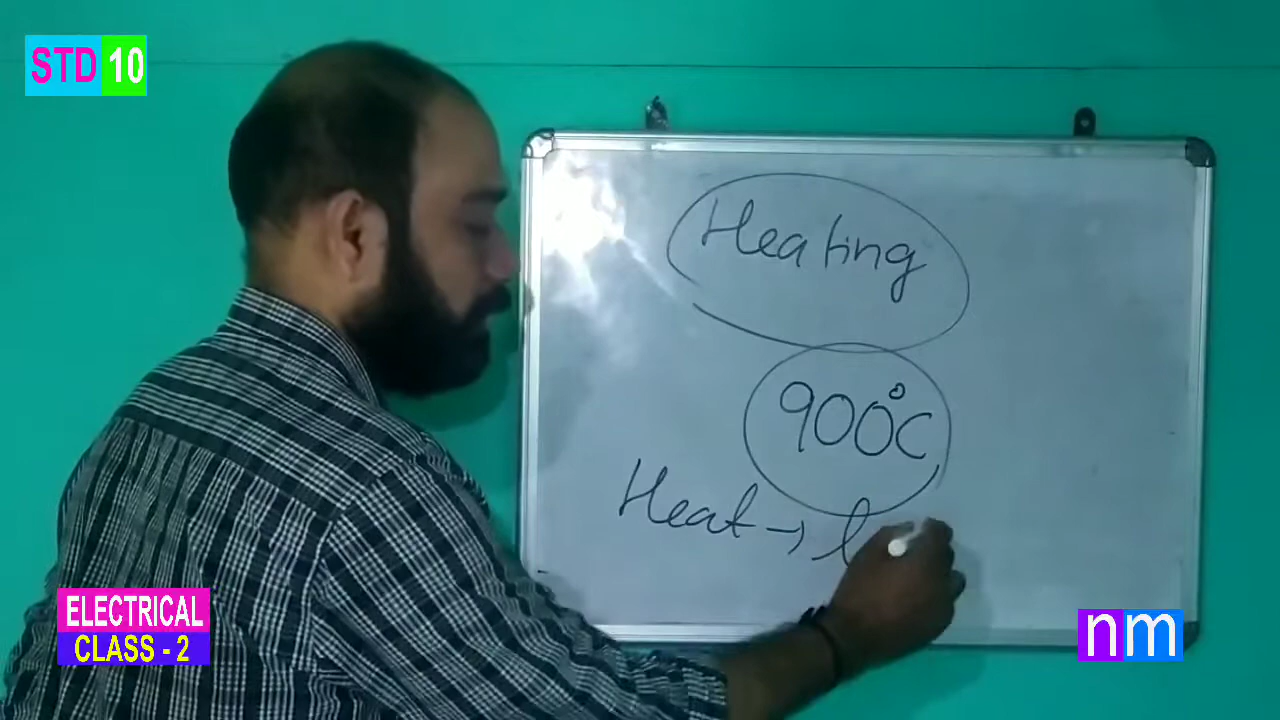 STD 10
Heating
900°C
Heat → l
ELECTRICAL
CLASS - 2
nm